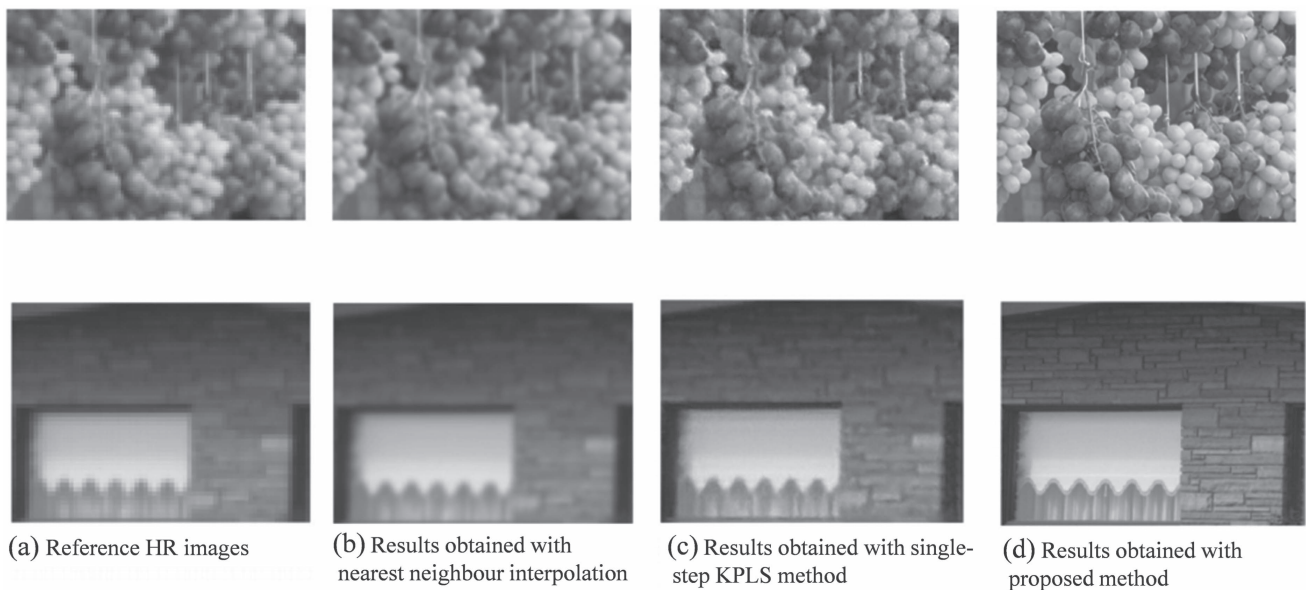 (a) Reference HR images
(b) Results obtained with
nearest neighbour interpolation
(c) Results obtained with single-
step KPLS method
(d) Results obtained with
proposed method